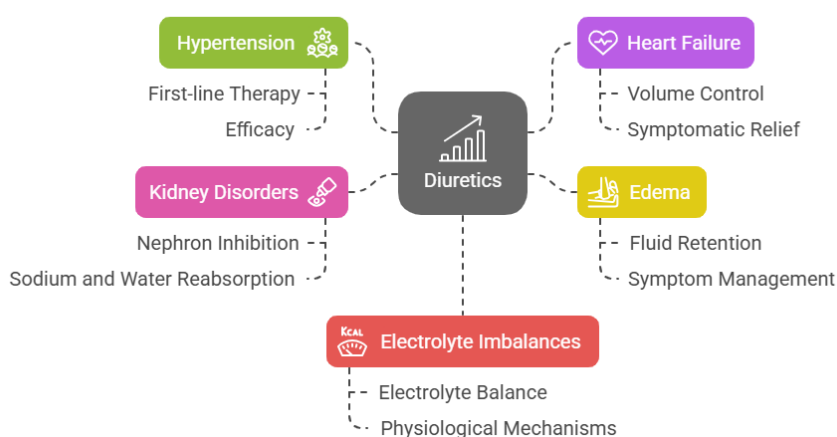 Hypertension
First-line Therapy
Efficacy
Heart Failure
Volume Control
Symptomatic Relief
Diuretics
Kidney Disorders
Nephron Inhibition
Sodium and Water Reabsorption
Edema
Fluid Retention
Symptom Management
KCAL
Electrolyte Imbalances
Electrolyte Balance
Physiological Mechanisms